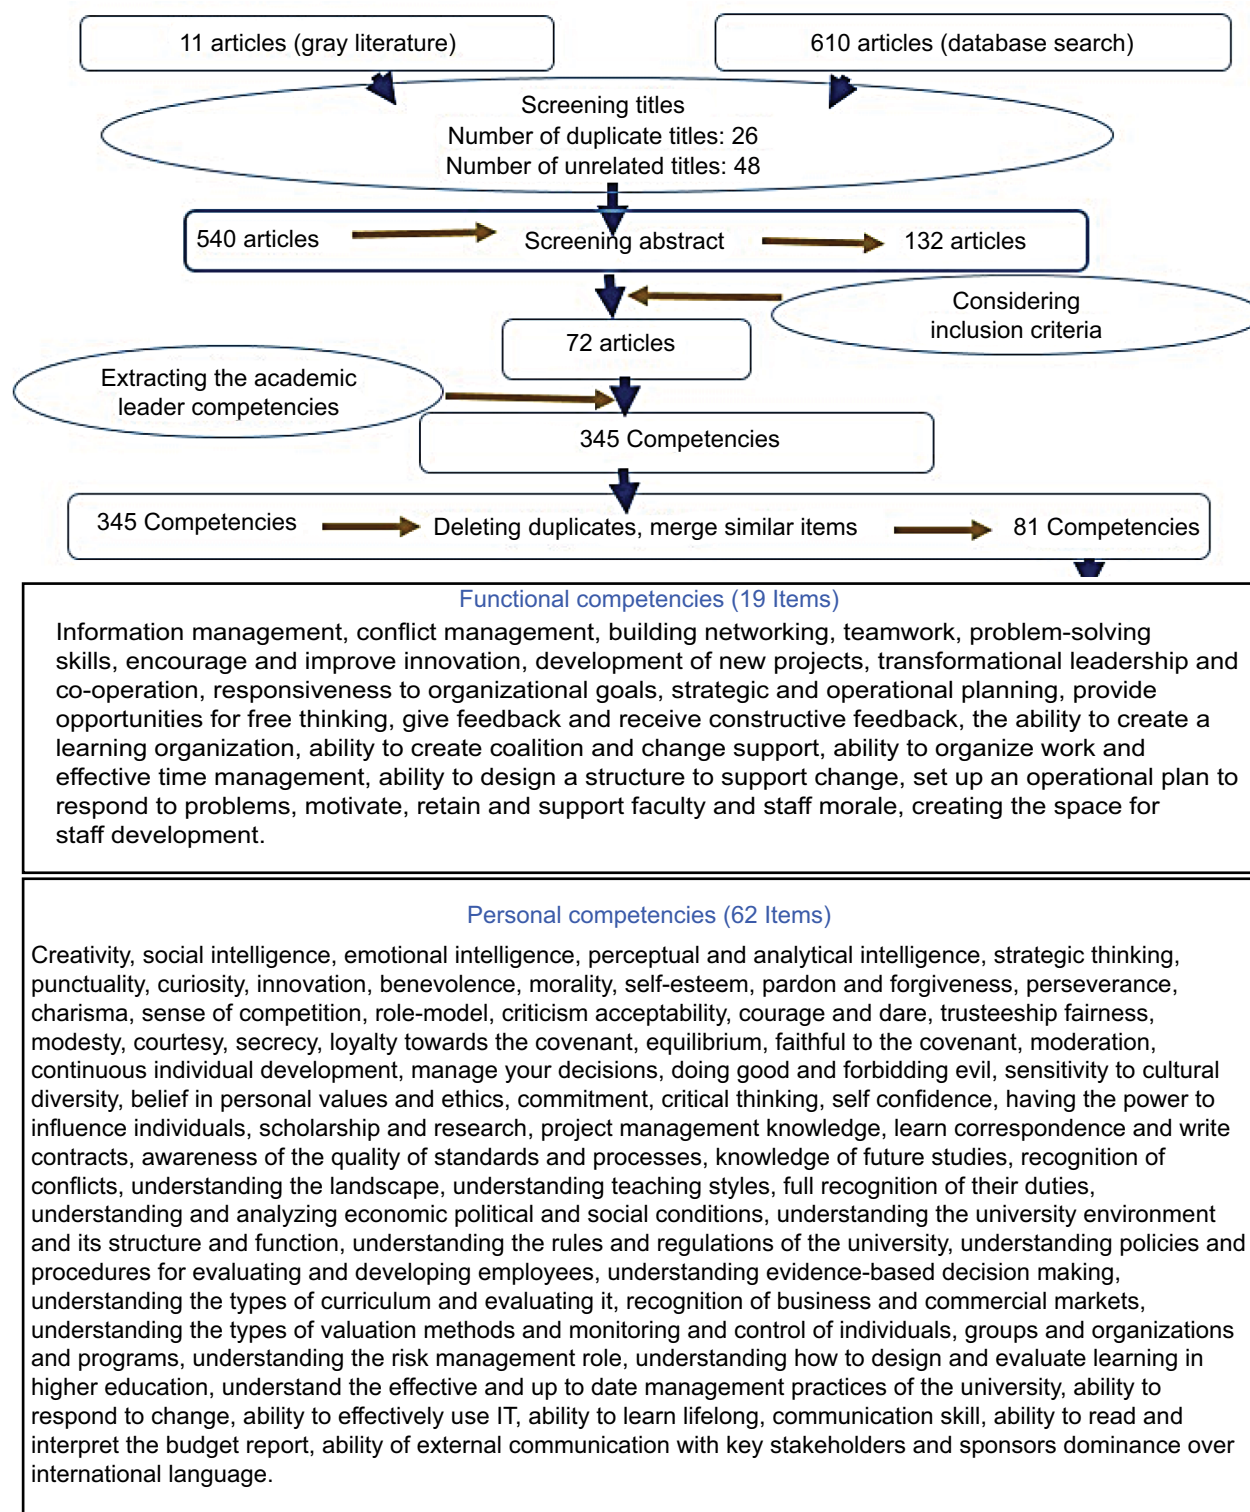 11 articles (gray literature)
610 articles (database search)
Screening titles
Number of duplicate titles: 26
Number of unrelated titles: 48
540 articles
Screening abstract
132 articles
Considering
inclusion criteria
72 articles
Extracting the academic
leader competencies
345 Competencies
345 Competencies
Deleting duplicates, merge similar items
81 Competencies
Functional competencies (19 Items)
Information management, conflict management, building networking, teamwork, problem-solving
skills, encourage and improve innovation, development of new projects, transformational leadership and
co-operation, responsiveness to organizational goals, strategic and operational planning, provide
opportunities for free thinking, give feedback and receive constructive feedback, the ability to create a
learning organization, ability to create coalition and change support, ability to organize work and
effective time management, ability to design a structure to support change, set up an operational plan to
respond to problems, motivate, retain and support faculty and staff morale, creating the space for
staff development.
Personal competencies (62 Items)
Creativity, social intelligence, emotional intelligence, perceptual and analytical intelligence, strategic thinking,
punctuality, curiosity, innovation, benevolence, morality, self-esteem, pardon and forgiveness, perseverance,
charisma, sense of competition, role-model, criticism acceptability, courage and dare, trusteeship fairness,
modesty, courtesy, secrecy, loyalty towards the covenant, equilibrium, faithful to the covenant, moderation,
continuous individual development, manage your decisions, doing good and forbidding evil, sensitivity to cultural
diversity, belief in personal values and ethics, commitment, critical thinking, self confidence, having the power to
influence individuals, scholarship and research, project management knowledge, learn correspondence and write
contracts, awareness of the quality of standards and processes, knowledge of future studies, recognition of
conflicts, understanding the landscape, understanding teaching styles, full recognition of their duties,
understanding and analyzing economic political and social conditions, understanding the university environment
and its structure and function, understanding the rules and regulations of the university, understanding policies and
procedures for evaluating and developing employees, understanding evidence-based decision making,
understanding the types of curriculum and evaluating it, recognition of business and commercial markets,
understanding the types of valuation methods and monitoring and control of individuals, groups and organizations
and programs, understanding the risk management role, understanding how to design and evaluate learning in
higher education, understand the effective and up to date management practices of the university, ability to
respond to change, ability to effectively use IT, ability to learn lifelong, communication skill, ability to read and
interpret the budget report, ability of external communication with key stakeholders and sponsors dominance over
international language.